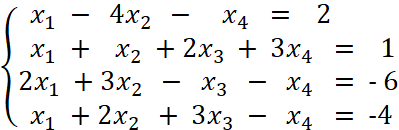 x₁ − 4x₂ − x₄ = 2
x₁ + x₂ + 2x₃ + 3x₄ = 1
2x₁ + 3x₂ − x₃ − x₄ = - 6
x₁ + 2x₂ + 3x₃ − x₄ = -4